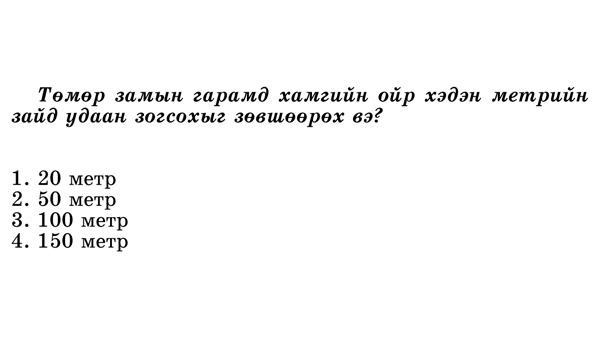 Төмөр замын гарамд хамгийн ойр хэдэн метрийн
зайд удаан зогсохыг зөвшөөрөх вэ?
1. 20 метр
2. 50 метр
3. 100 метр
4. 150 метр